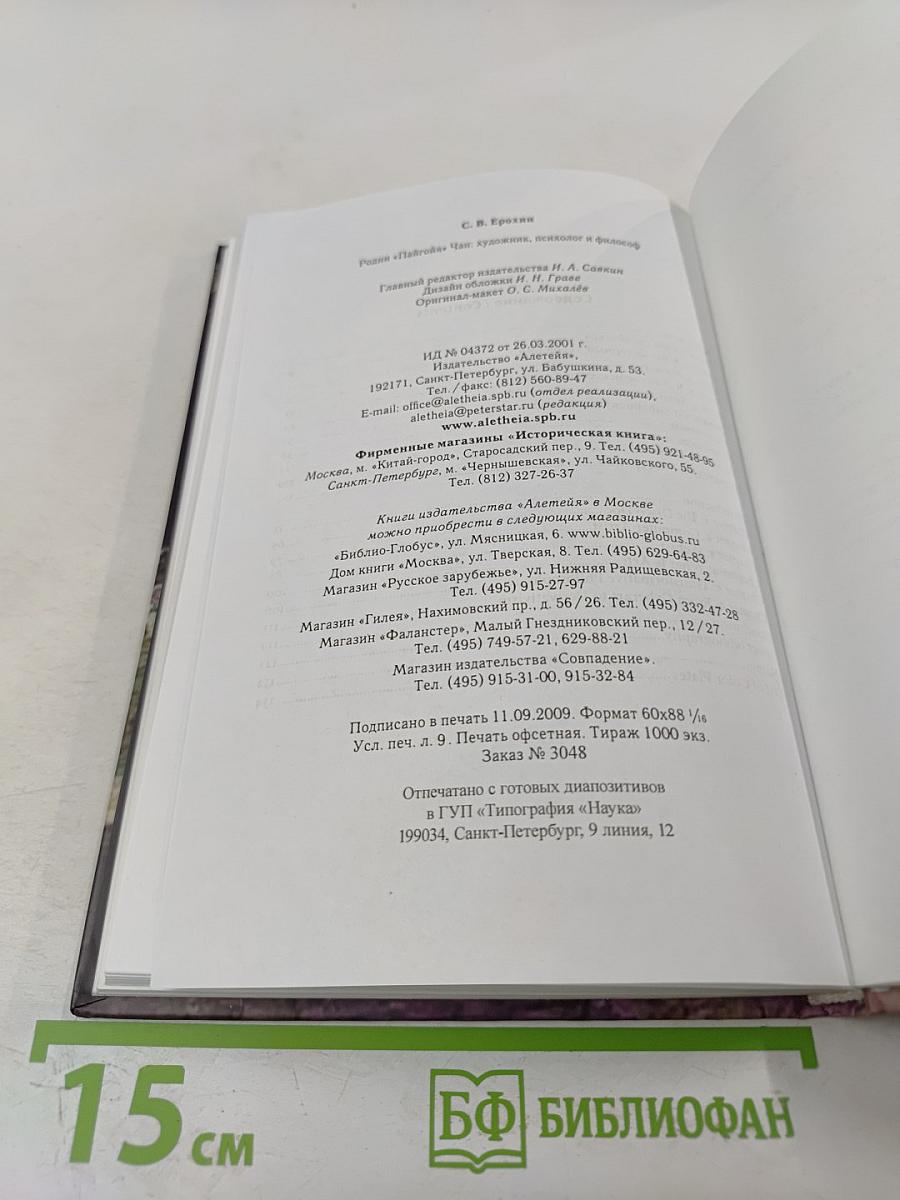 С. В. Ерохин
Родни «Пайгойн» Чан: художник, психолог и философ
Главный редактор издательства И. А. Савкин
Дизайн обложки И. Н. Граве
Оригинал-макет О. С. Михалёв
ИД № 04372 от 26.03.2001 г.
Издательство «Алетейя»,
192171, Санкт-Петербург, ул. Бабушкина, д. 53.
Тел./факс: (812) 560-89-47
E-mail: office@aletheia.spb.ru (отдел реализации),
aletheia@peterstar.ru (редакция)
www.aletheia.spb.ru
Фирменные магазины «Историческая книга»:
Москва, м. «Китай-город», Старосадский пер., 9. Тел. (495) 921-48-95
Санкт-Петербург, м. «Чернышевская», ул. Чайковского, 55.
Тел. (812) 327-26-37
Книги издательства «Алетейя» в Москве
можно приобрести в следующих магазинах:
«Библио-Глобус», ул. Мясницкая, 6. www.biblio-globus.ru
Дом книги «Москва», ул. Тверская, 8. Тел. (495) 629-64-83
Магазин «Русское зарубежье», ул. Нижняя Радищевская, 2.
Тел. (495) 915-27-97
Магазин «Гилея», Нахимовский пр., д. 56/26. Тел. (495) 332-47-28
Магазин «Фаланстер», Малый Гнездниковский пер., 12/27.
Тел. (495) 749-57-21, 629-88-21
Магазин издательства «Совпадение».
Тел. (495) 915-31-00, 915-32-84
Подписано в печать 11.09.2009. Формат 60x88 1/16
Усл. печ. л. 9. Печать офсетная. Тираж 1000 экз.
Заказ № 3048
Отпечатано с готовых диапозитивов
в ГУП «Типография «Наука»
199034, Санкт-Петербург, 9 линия, 12
15 см
БФ БИБЛИОФАН